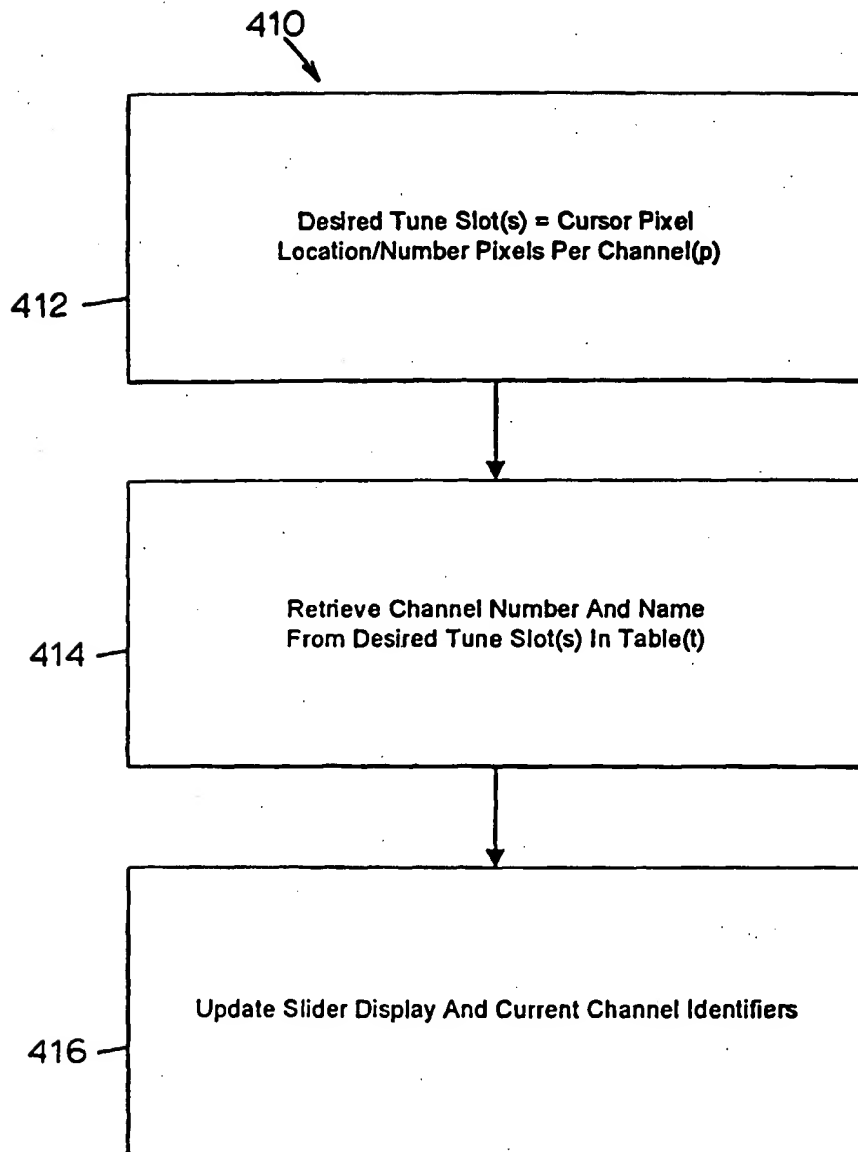 410
Desired Tune Slot(s) = Cursor Pixel
Location/Number Pixels Per Channel(p)
412
Retrieve Channel Number And Name
From Desired Tune Slot(s) In Table(t)
414
Update Slider Display And Current Channel Identifiers
416